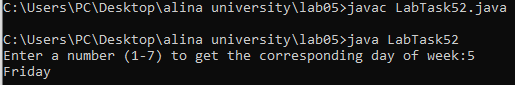 C:\Users\PC\Desktop\alina university\lab05>javac LabTask52.java
C:\Users\PC\Desktop\alina university\lab05>java LabTask52
Enter a number (1-7) to get the corresponding day of week:5
Friday